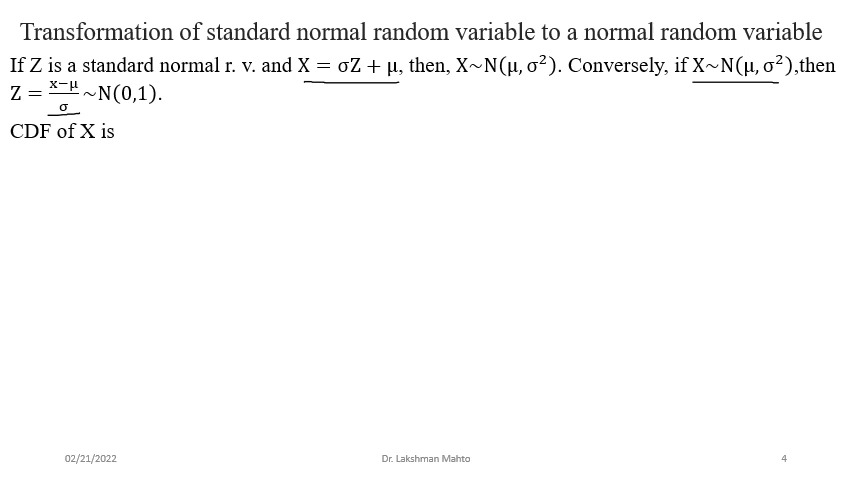 Transformation of standard normal random variable to a normal random variable
If Z is a standard normal r. v. and X = σZ + μ, then, X~N(μ, σ²). Conversely, if X~N(μ, σ²),then
Z = \frac{x−μ}{σ} ~N(0,1).
CDF of X is
02/21/2022 Dr. Lakshman Mahto 4